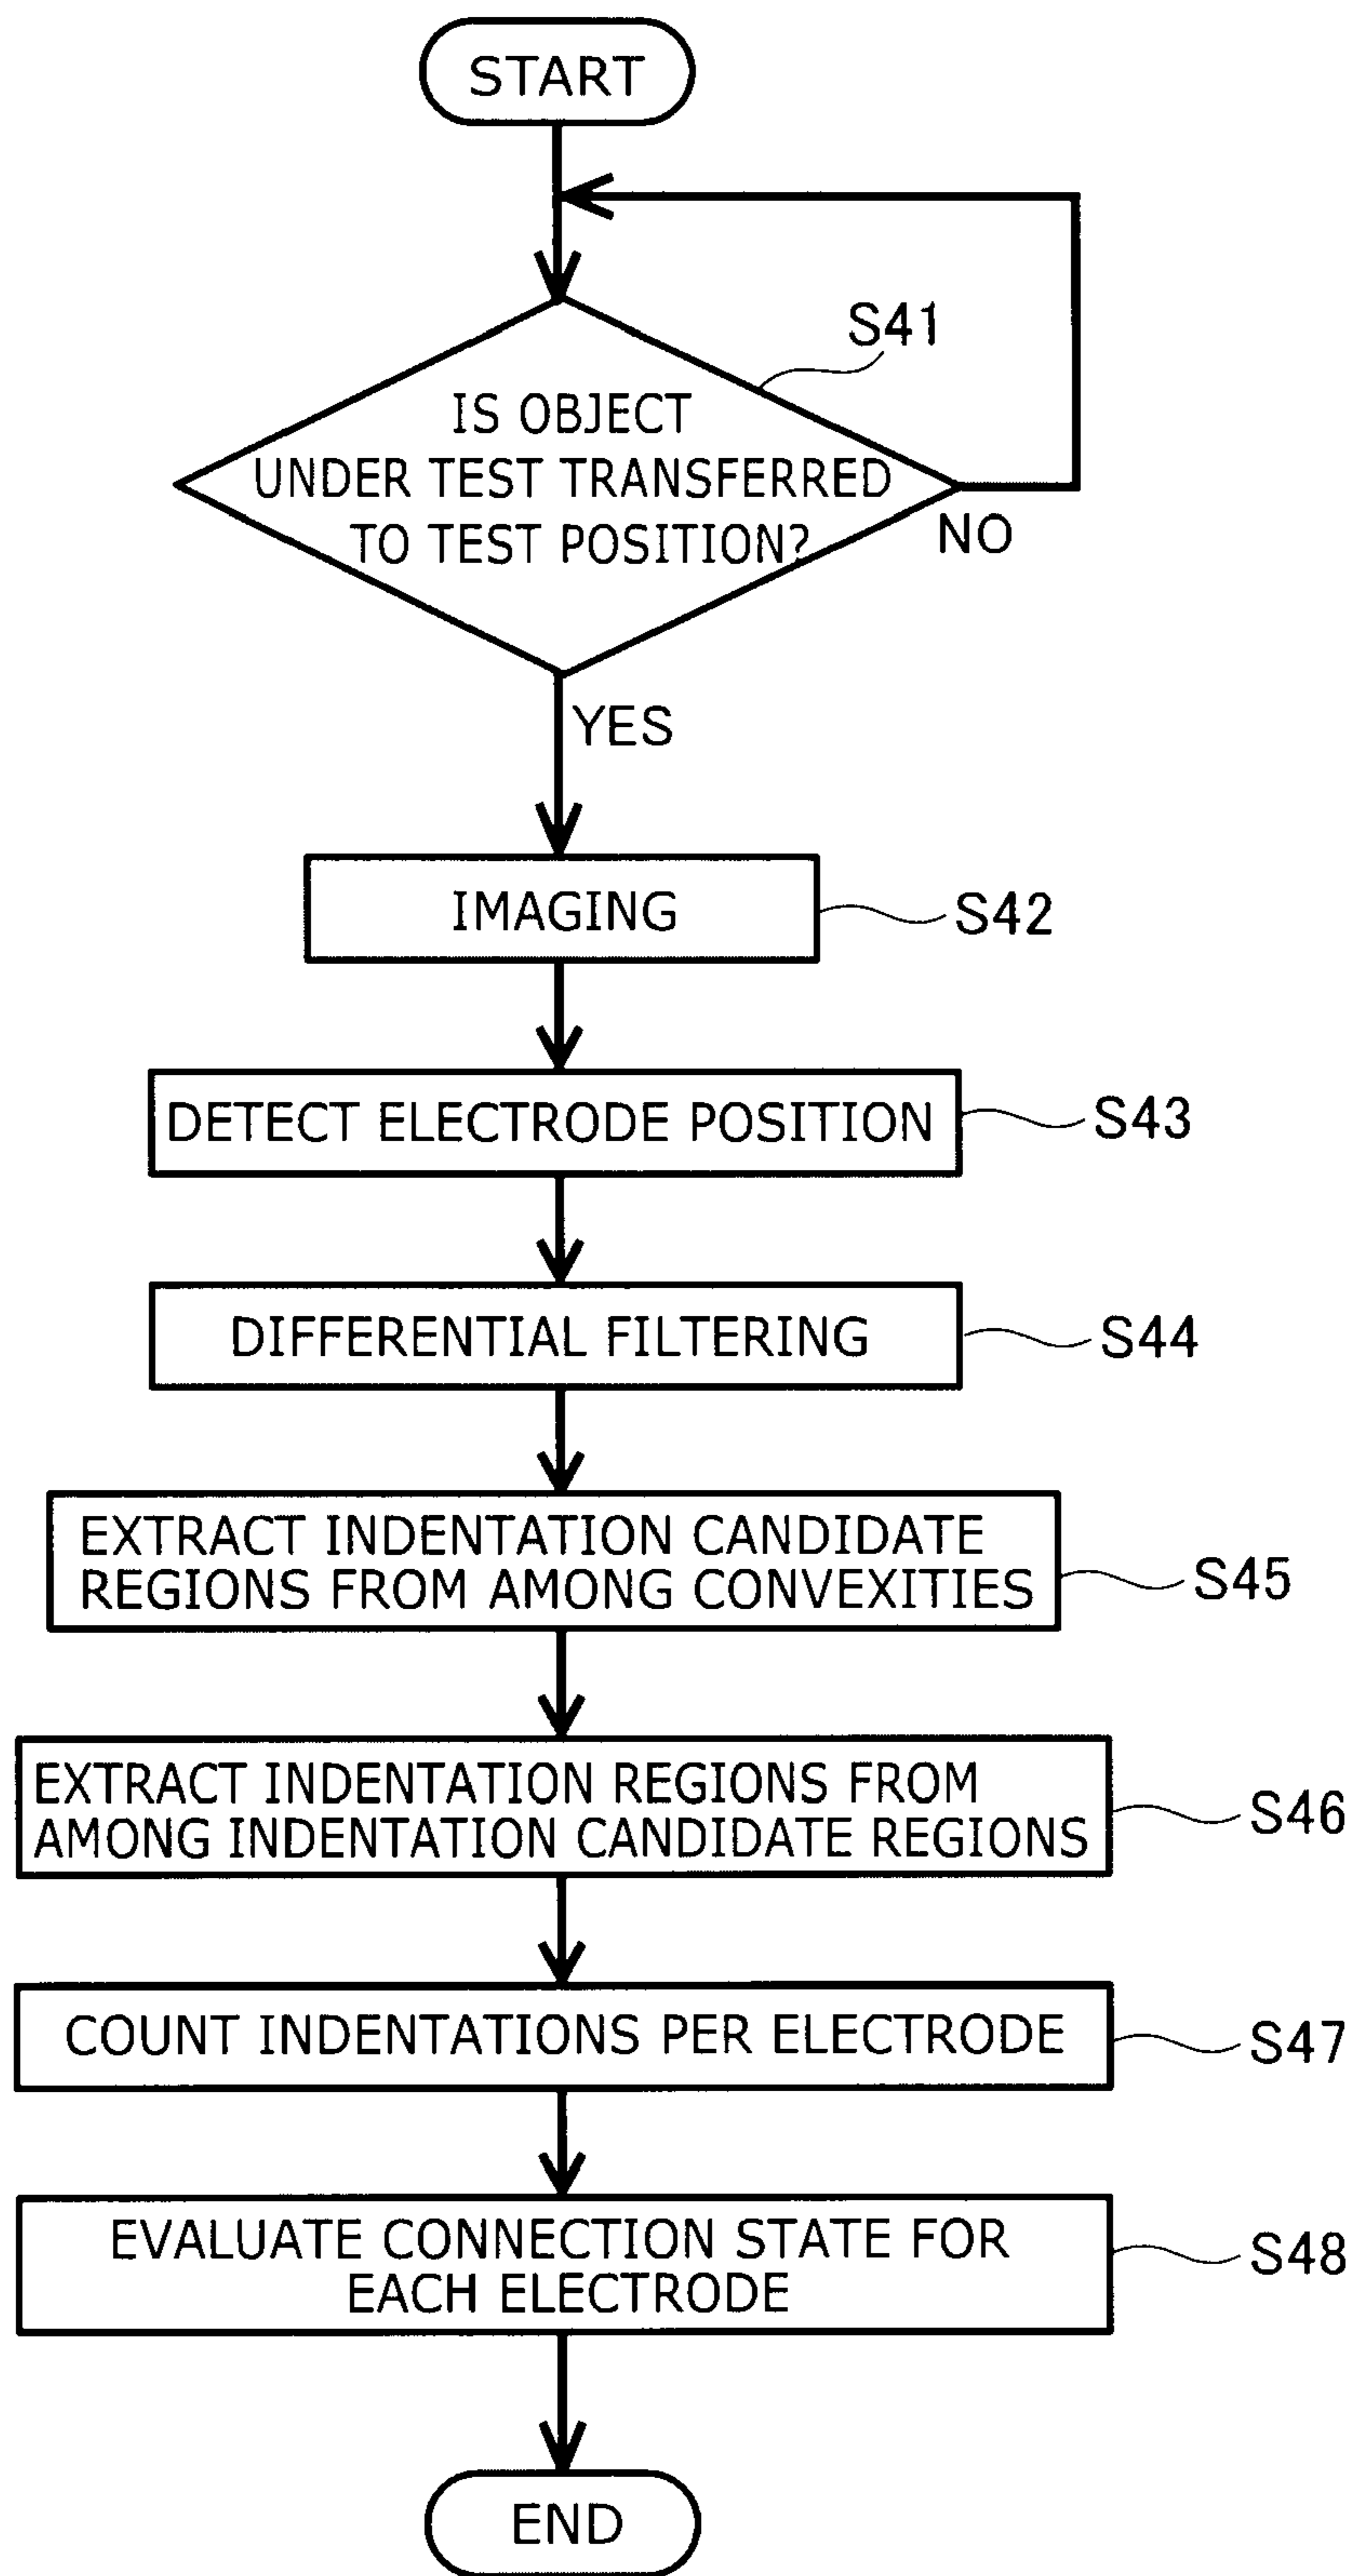 START
S41
IS OBJECT
UNDER TEST TRANSFERRED
TO TEST POSITION?
NO
YES
IMAGING
S42
DETECT ELECTRODE POSITION
S43
DIFFERENTIAL FILTERING
S44
EXTRACT INDENTATION CANDIDATE
REGIONS FROM AMONG CONVEXITIES
S45
EXTRACT INDENTATION REGIONS FROM
AMONG INDENTATION CANDIDATE REGIONS
S46
COUNT INDENTATIONS PER ELECTRODE
S47
EVALUATE CONNECTION STATE FOR
EACH ELECTRODE
S48
END